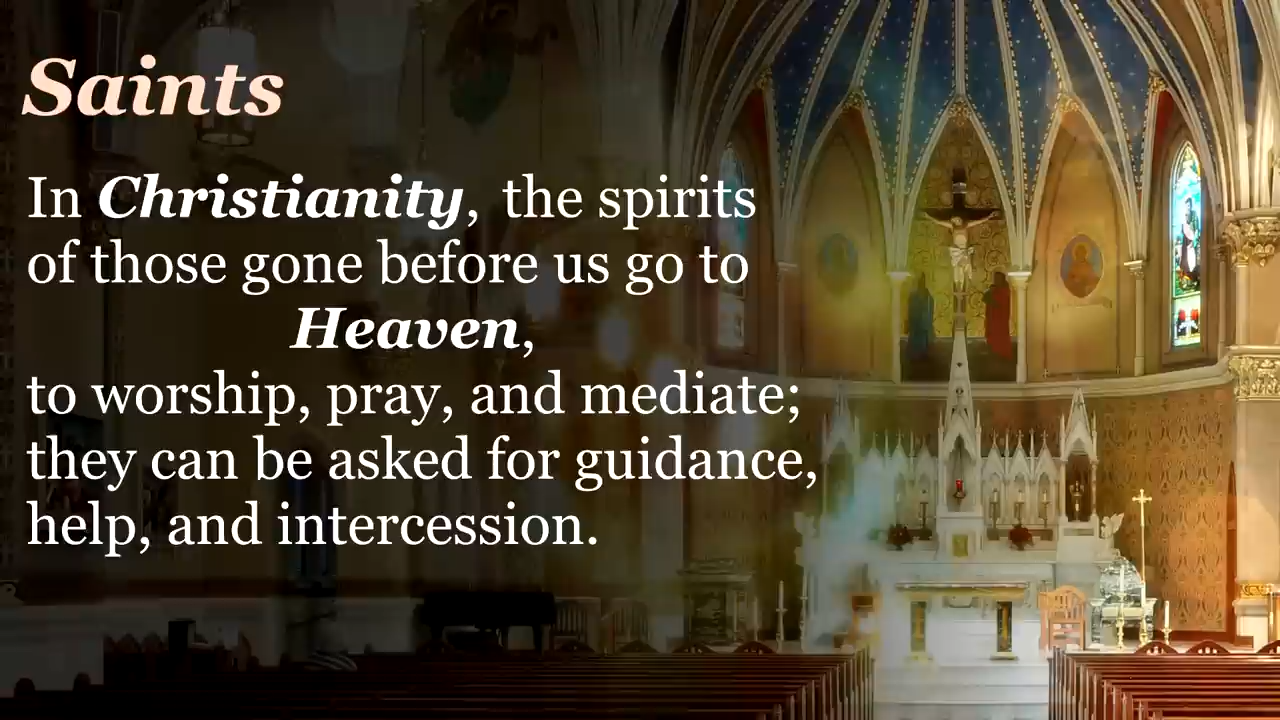 Saints
In Christianity, the spirits
of those gone before us go to
Heaven,
to worship, pray, and mediate;
they can be asked for guidance,
help, and intercession.